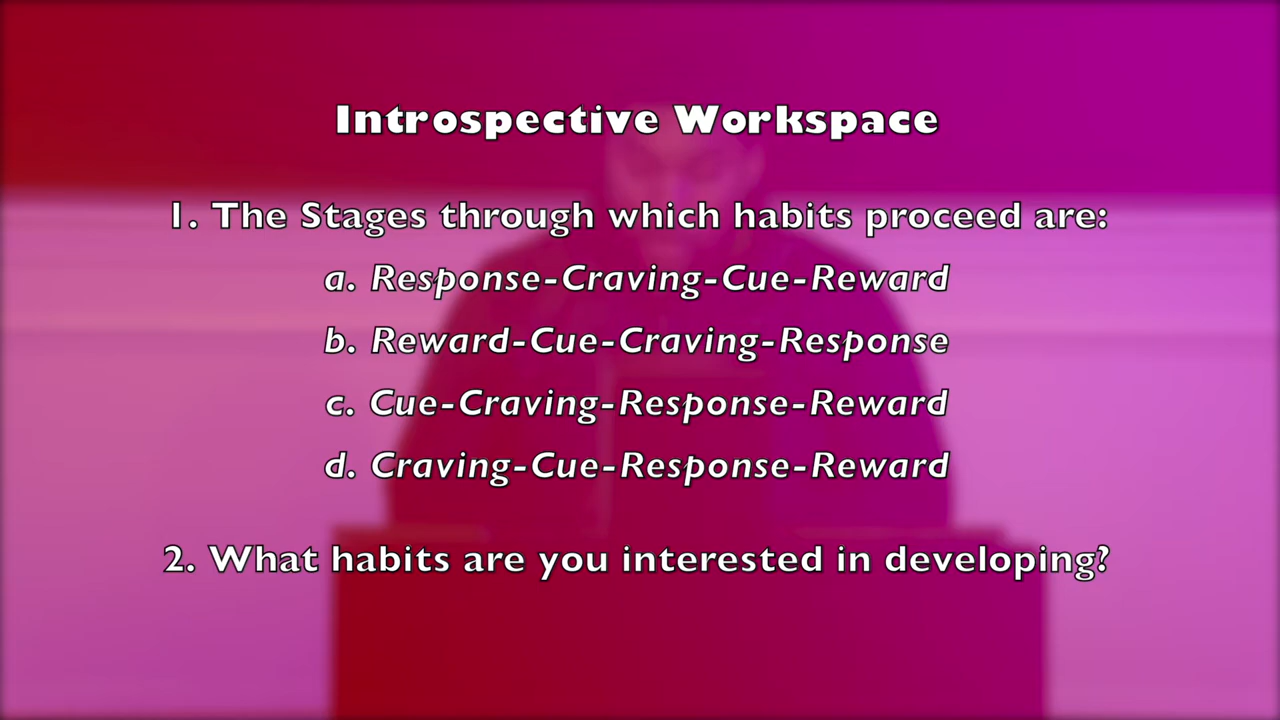 Introspective Workspace
1. The Stages through which habits proceed are:
a. Response-Craving-Cue-Reward
b. Reward-Cue-Craving-Response
c. Cue-Craving-Response-Reward
d. Craving-Cue-Response-Reward
2. What habits are you interested in developing?